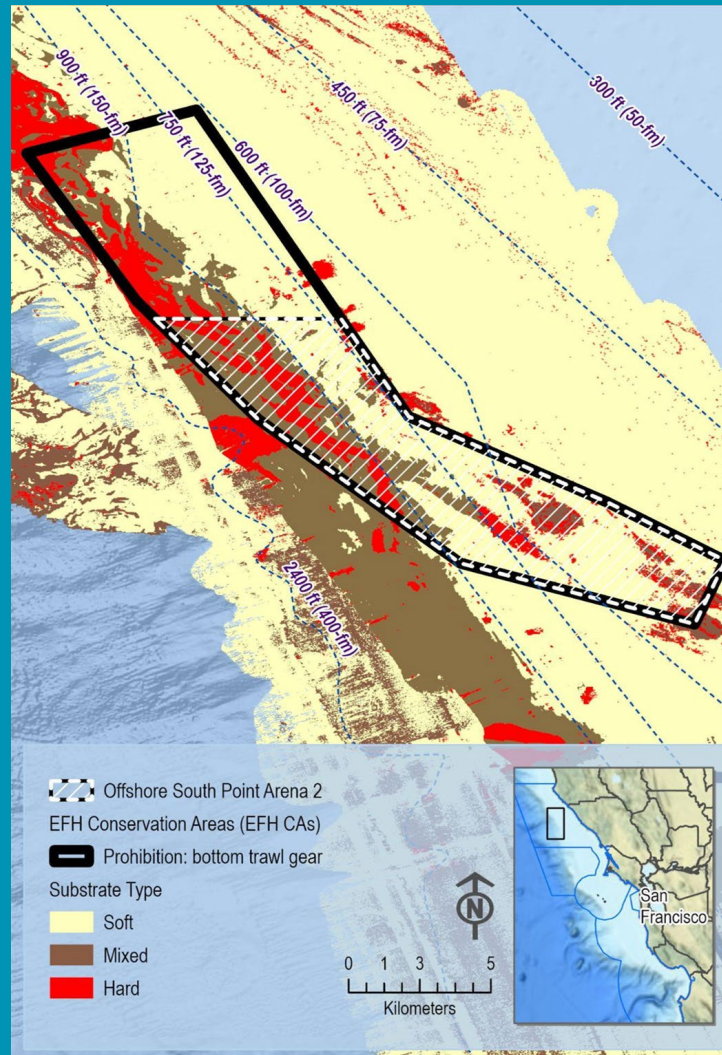 900 ft (150-fm)
750 ft (125-fm)
600 ft (100-fm)
450 ft (75-fm)
300 ft (50-fm)
2400 ft (400-fm)
Offshore South Point Arena 2
EFH Conservation Areas (EFH CAs)
Prohibition: bottom trawl gear
Substrate Type
Soft
Mixed
Hard
N
0 1 3 5
Kilometers
San
Francisco